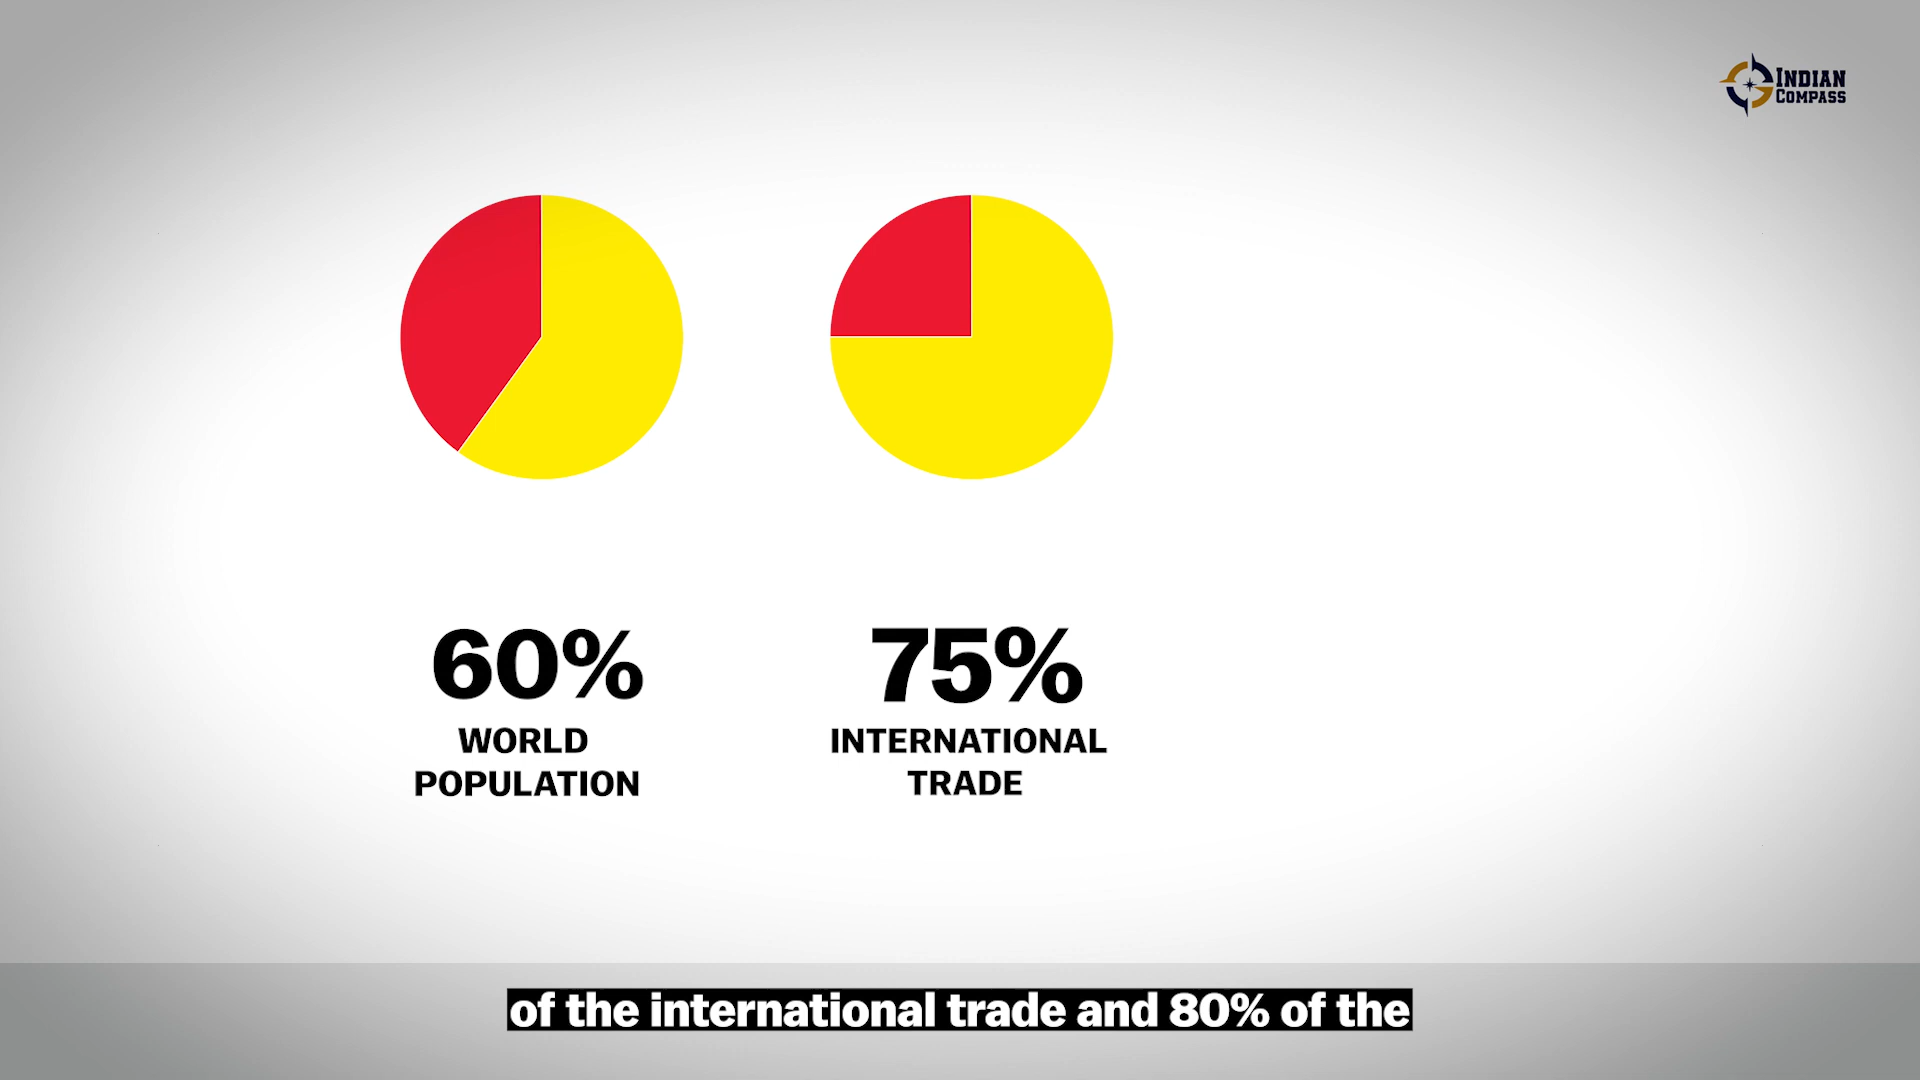 INDIAN
COMPASS
60%
WORLD
POPULATION
75%
INTERNATIONAL
TRADE
of the international trade and 80% of the